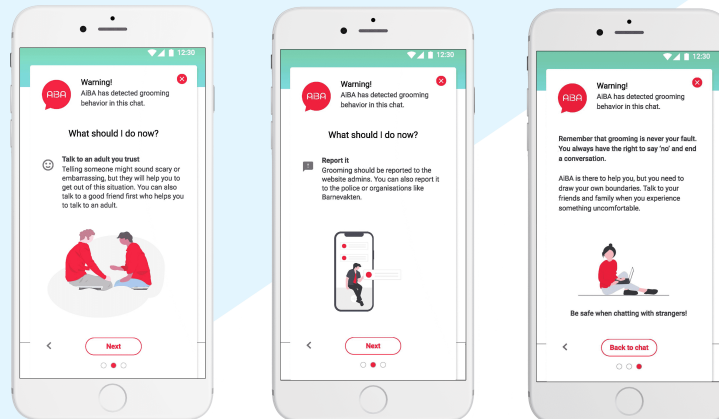 12:30
AiBA
Warning!
AiBA has detected grooming
behavior in this chat.
What should I do now?
Talk to an adult you trust
Telling someone might sound scary or
embarrassing, but they will help you to
get out of this situation. You can also
talk to a good friend first who helps you
to talk to an adult.
Next
12:30
AiBA
Warning!
AiBA has detected grooming
behavior in this chat.
What should I do now?
Report it
Grooming should be reported to the
website admins. You can also report it
to the police or organisations like
Barnevakten.
Next
12:30
AiBA
Warning!
AiBA has detected grooming
behavior in this chat.
Remember that grooming is never your fault.
You always have the right to say 'no' and end
a conversation.
AiBA is there to help you, but you need to
draw your own boundaries. Talk to your
friends and family when you experience
something uncomfortable.
Be safe when chatting with strangers!
Back to chat